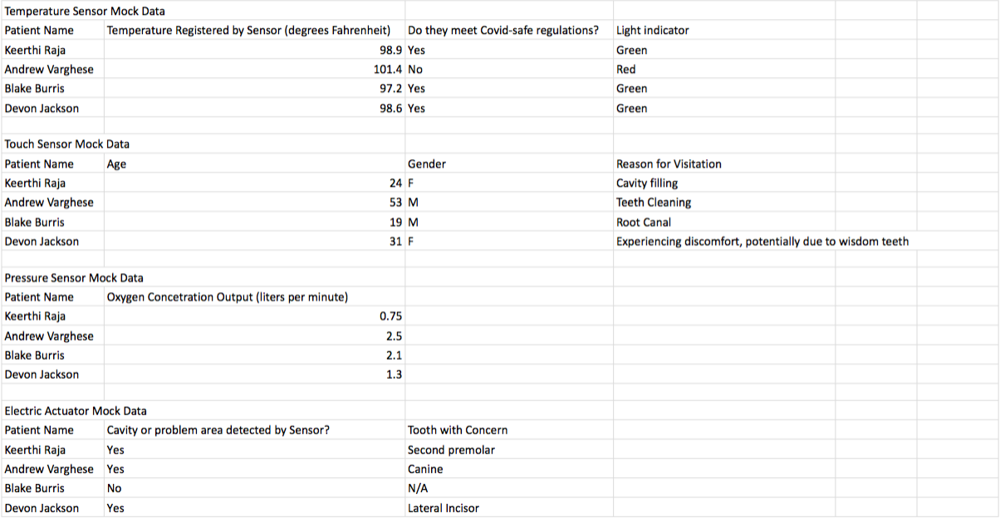 Temperature Sensor Mock Data
Patient Name Temperature Registered by Sensor (degrees Fahrenheit) Do they meet Covid-safe regulations? Light indicator
Keerthi Raja 98.9 Yes Green
Andrew Varghese 101.4 No Red
Blake Burris 97.2 Yes Green
Devon Jackson 98.6 Yes Green
Touch Sensor Mock Data
Patient Name Age Gender Reason for Visitation
Keerthi Raja 24 F Cavity filling
Andrew Varghese 53 M Teeth Cleaning
Blake Burris 19 M Root Canal
Devon Jackson 31 F Experiencing discomfort, potentially due to wisdom teeth
Pressure Sensor Mock Data
Patient Name Oxygen Concetration Output (liters per minute)
Keerthi Raja 0.75
Andrew Varghese 2.5
Blake Burris 2.1
Devon Jackson 1.3
Electric Actuator Mock Data
Patient Name Cavity or problem area detected by Sensor? Tooth with Concern
Keerthi Raja Yes Second premolar
Andrew Varghese Yes Canine
Blake Burris No N/A
Devon Jackson Yes Lateral Incisor